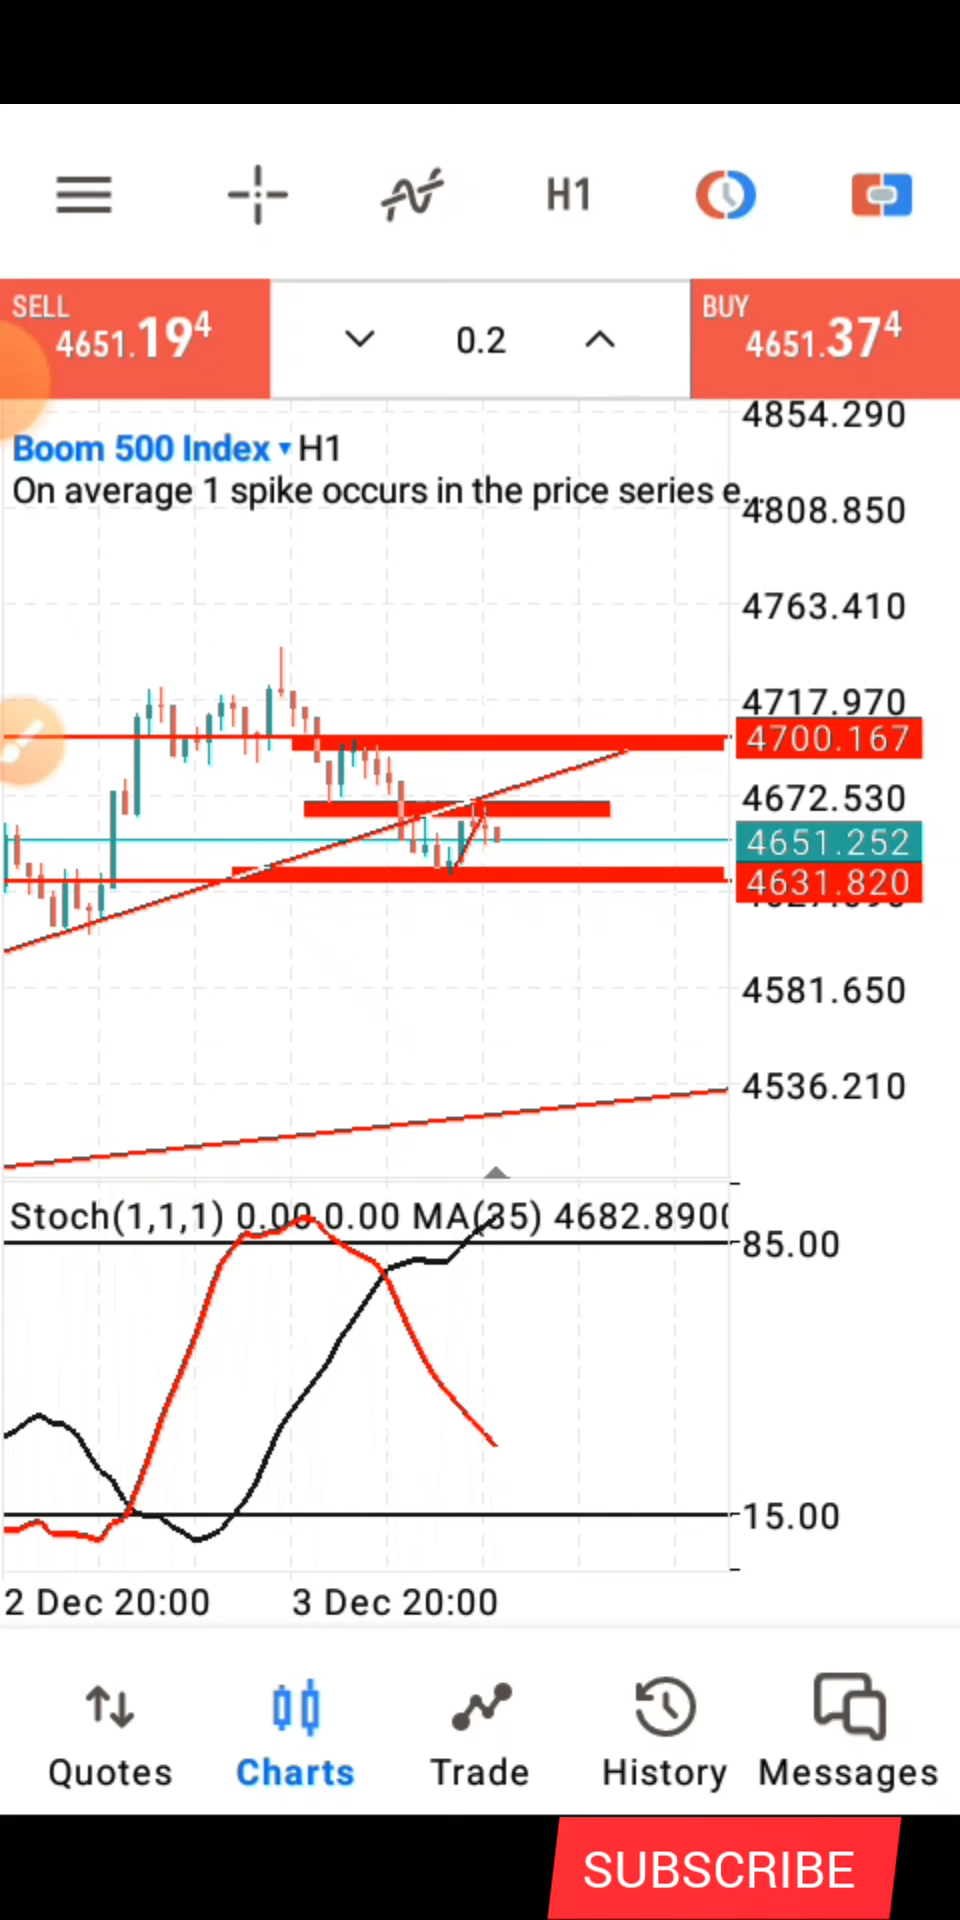 H1
SELL
4651.194
0.2
BUY
4651.374
4854.290
Boom 500 Index ▾ H1
On average 1 spike occurs in the price series e...
4808.850
4763.410
4717.970
4700.167
4672.530
4651.252
4631.820
4581.650
4536.210
Stoch(1,1,1) 0.00 0.00 MA(35) 4682.890
85.00
15.00
2 Dec 20:00
3 Dec 20:00
Quotes
Charts
Trade
History
Messages
SUBSCRIBE